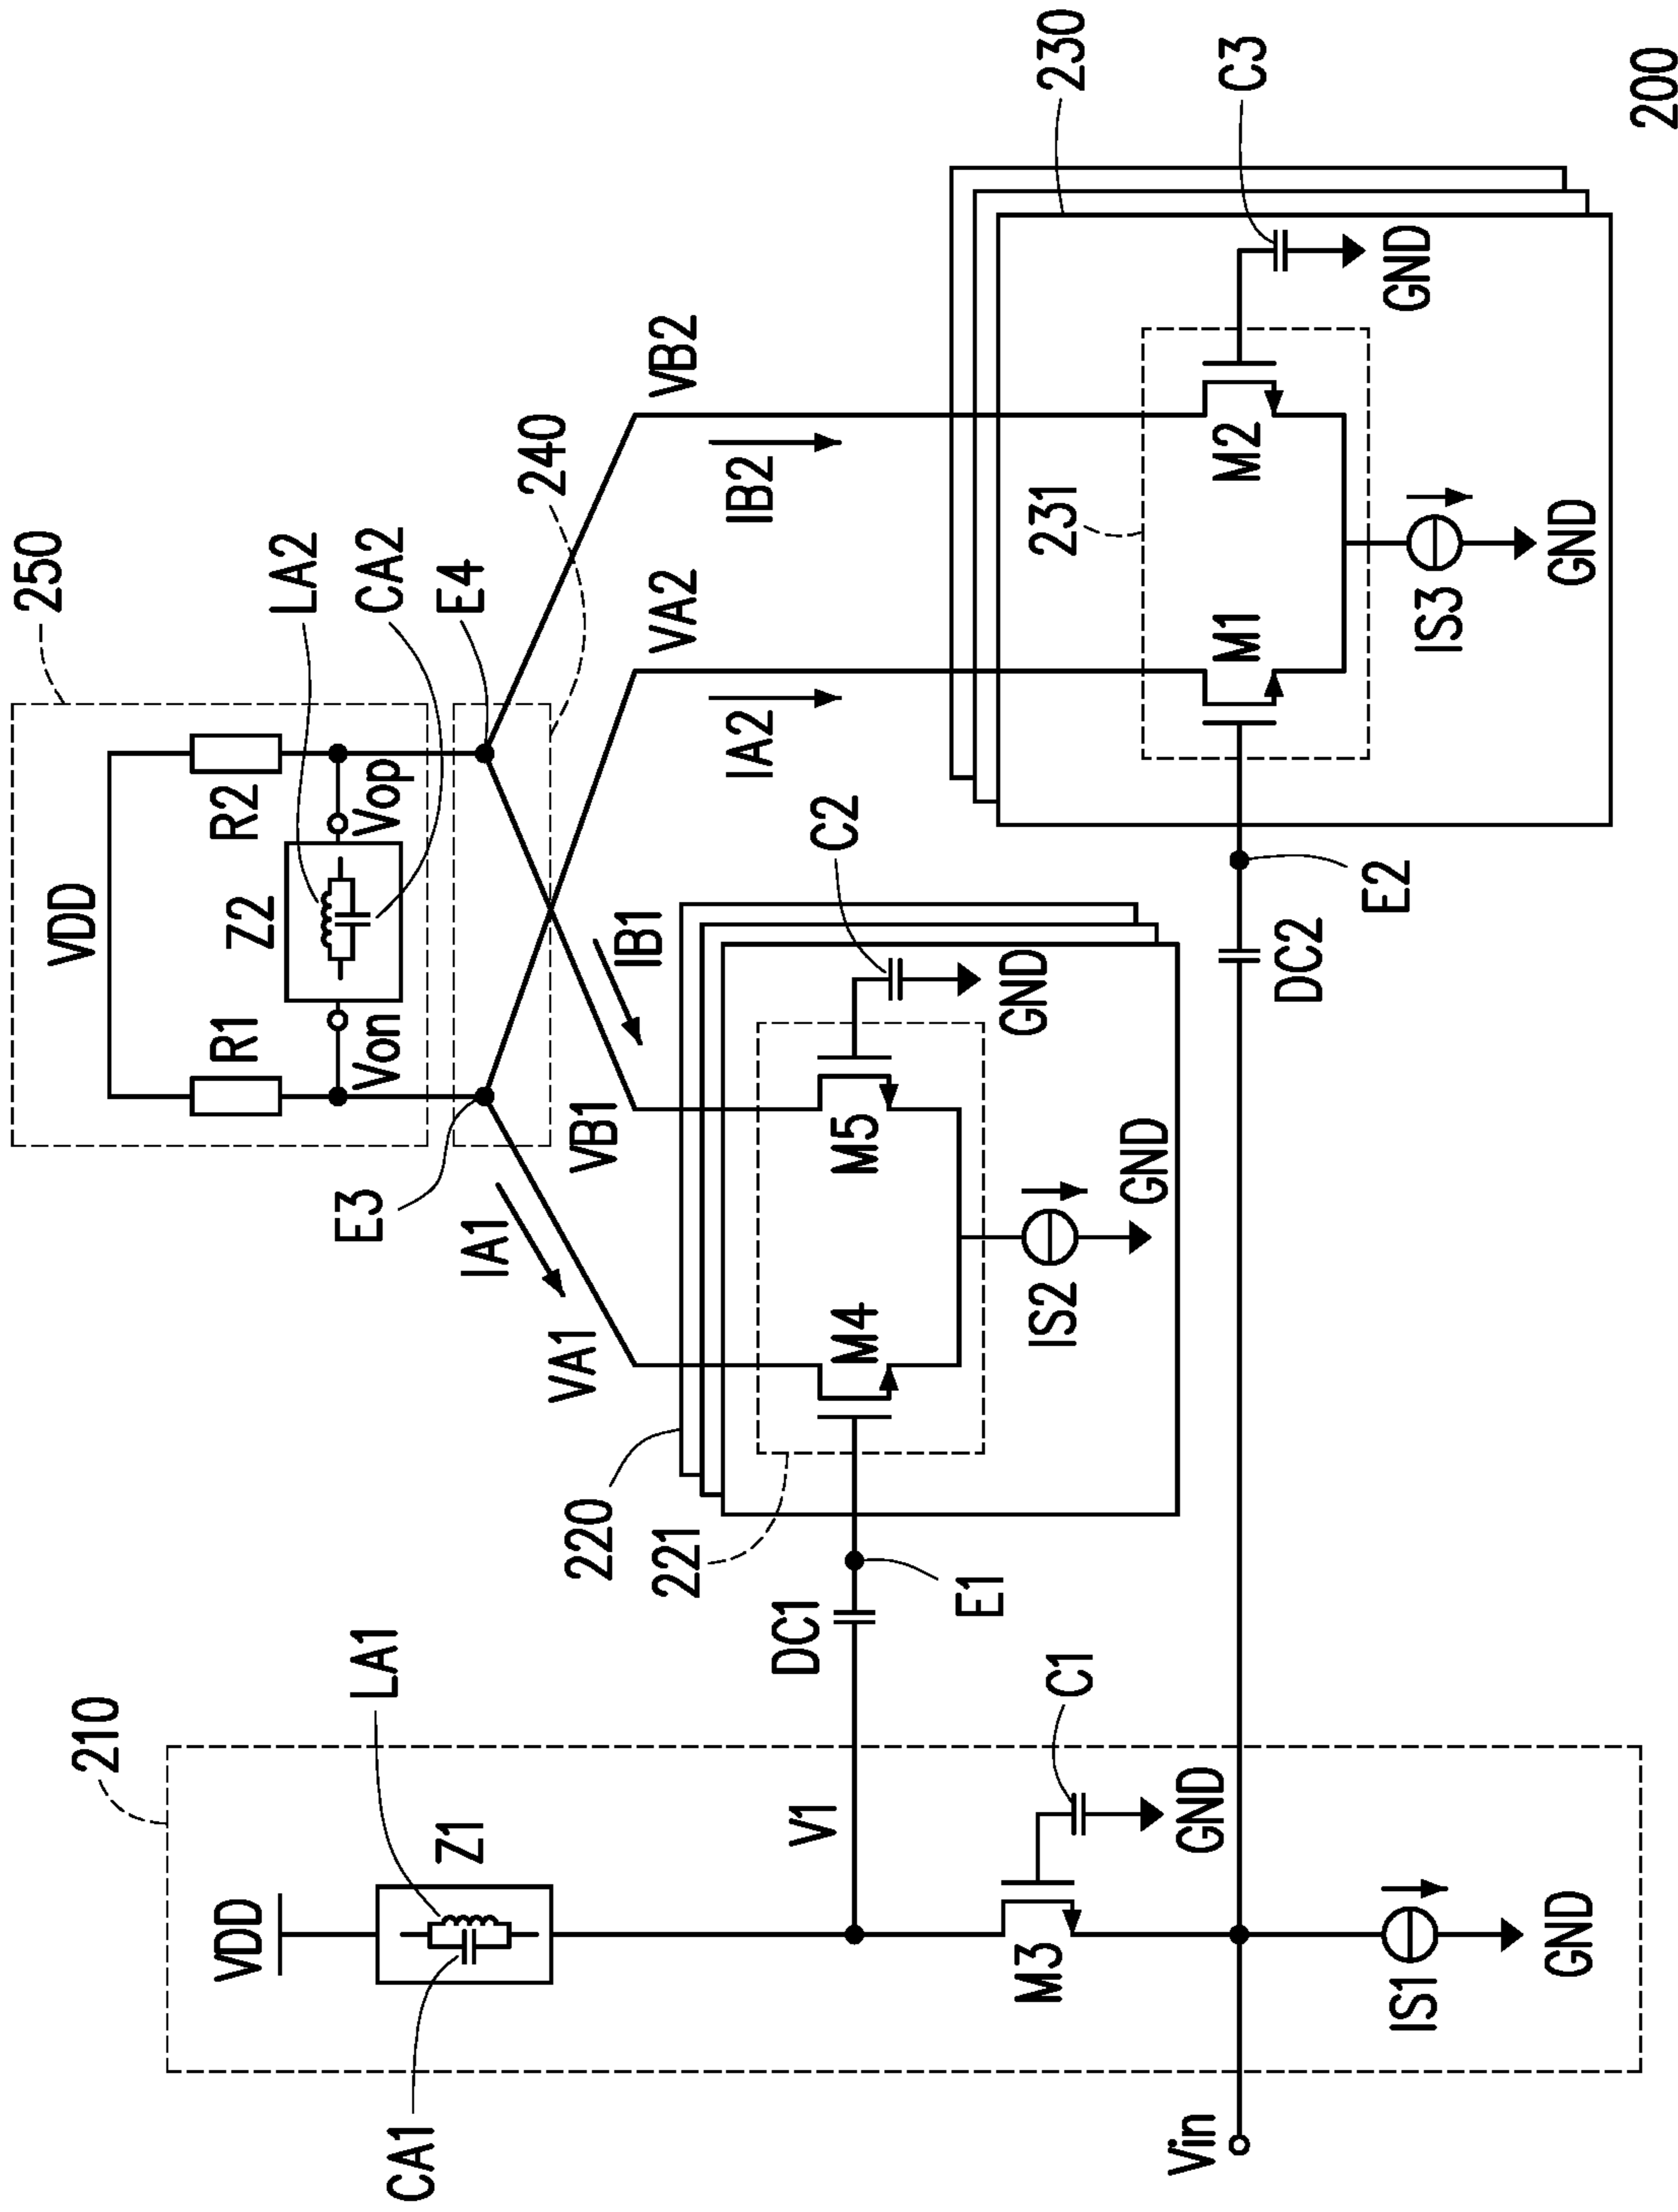 250
VDD
R1
R2
Z2
LA2
CA2
Von
Vop
E4
240
E3
IA1
VA1
IB1
VB1
VA2
VB2
IA2
IB2
210
VDD
LA1
Z1
CA1
V1
M3
C1
GND
IS1
GND
Vin
220
221
DC1
E1
M4
M5
C2
GND
IS2
GND
DC2
E2
230
231
M1
M2
C3
GND
IS3
GND
200